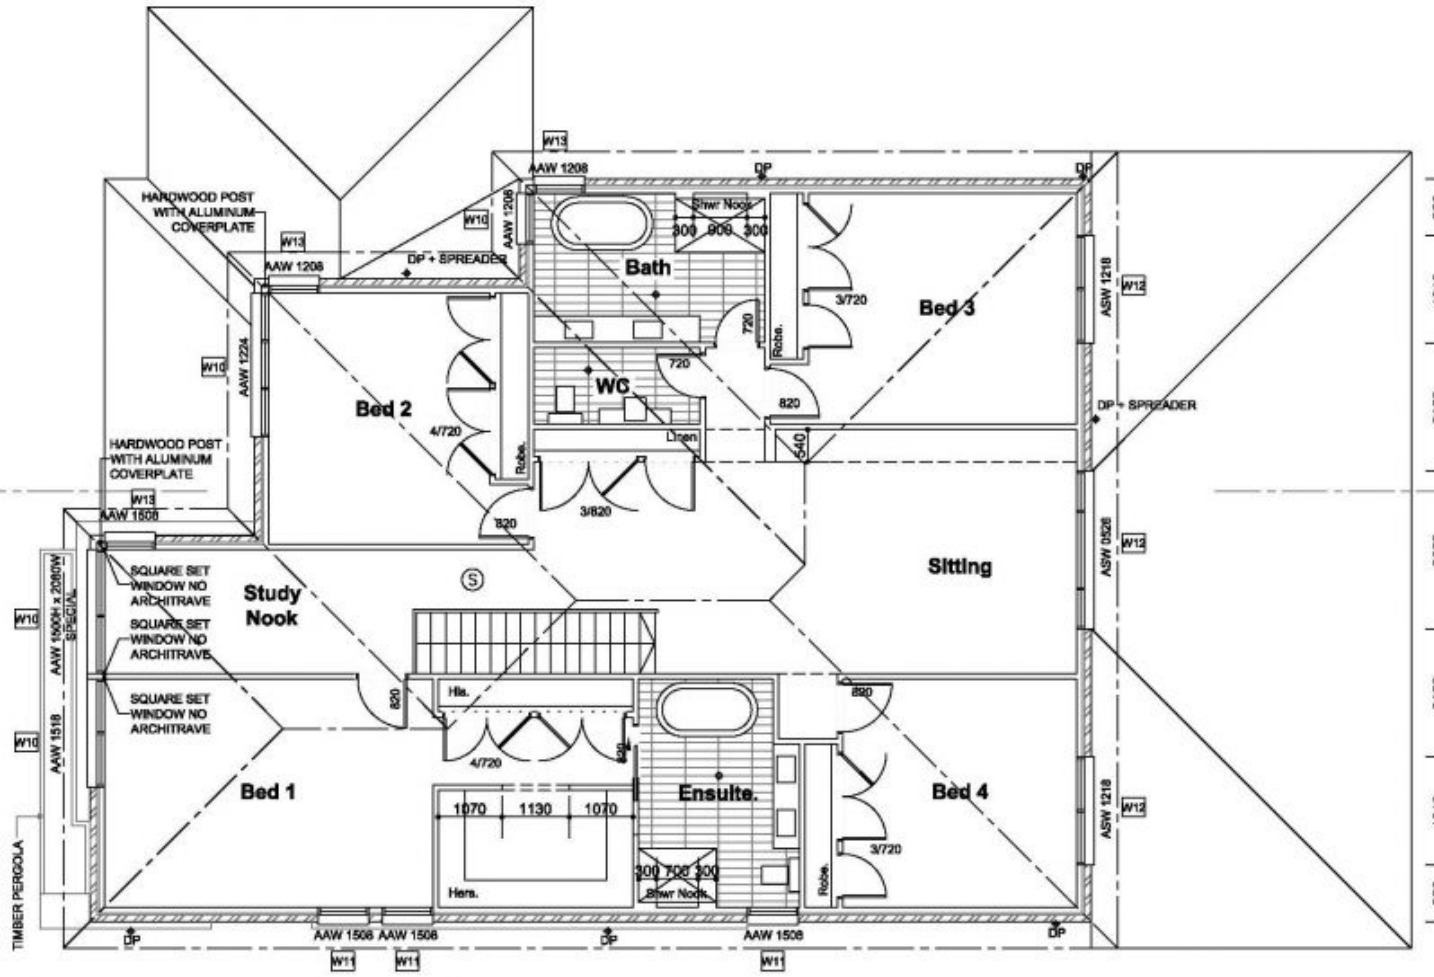 W13
AAW 1208
DP
DP
HARDWOOD POST
WITH ALUMINUM
COVERPLATE
W10
AAW 1208
Shwr Nook
300 900 300
W13
AAW 1208
DP + SPREADER
Bath
ASW 1218
W12
3/720
Bed 3
720
Robe.
W10
AAW 1224
720
WC
820
Bed 2
DP + SPREADER
4/720
Robe.
Linen
540
HARDWOOD POST
WITH ALUMINUM
COVERPLATE
W13
AAW 1508
820
3/820
ASW 0526
W12
Sitting
SQUARE SET
WINDOW NO
ARCHITRAVE
S
Study
Nook
W10
AAW 1500H x 2080W
SPECIAL
SQUARE SET
WINDOW NO
ARCHITRAVE
820
His.
820
SQUARE SET
WINDOW NO
ARCHITRAVE
W10
AAW 1518
4/720
820
Bed 1
Ensuite.
Bed 4
ASW 1218
W12
1070 1130 1070
3/720
TIMBER PERGOLA
300 700 300
Shwr Nook
Hers.
Robe.
DP
AAW 1508
AAW 1508
DP
AAW 1508
DP
W11
W11
W11